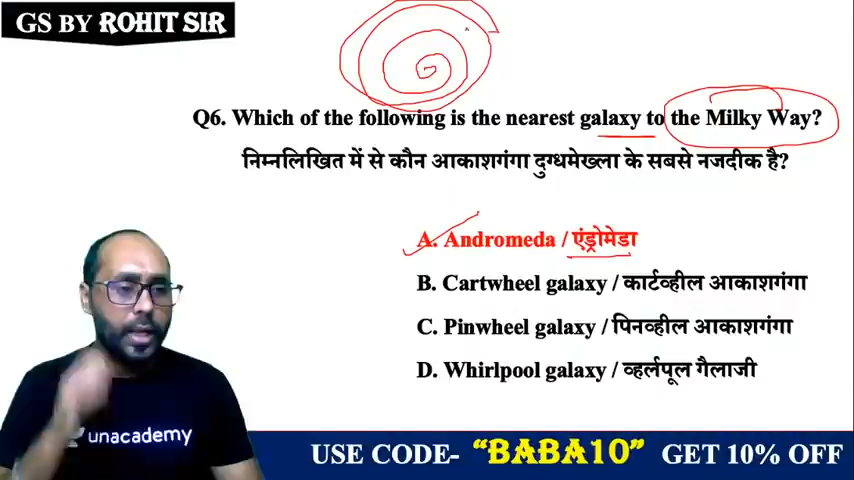 GS BY ROHIT SIR
Q6. Which of the following is the nearest galaxy to the Milky Way?
निम्नलिखित में से कौन आकाशगंगा दुग्धमेख्ला के सबसे नजदीक है?
A. Andromeda / एंड्रोमेडा
B. Cartwheel galaxy / कार्टव्हील आकाशगंगा
C. Pinwheel galaxy / पिनव्हील आकाशगंगा
D. Whirlpool galaxy / व्हर्लपूल गैलाजी
unacademy
USE CODE- “BABA10” GET 10% OFF